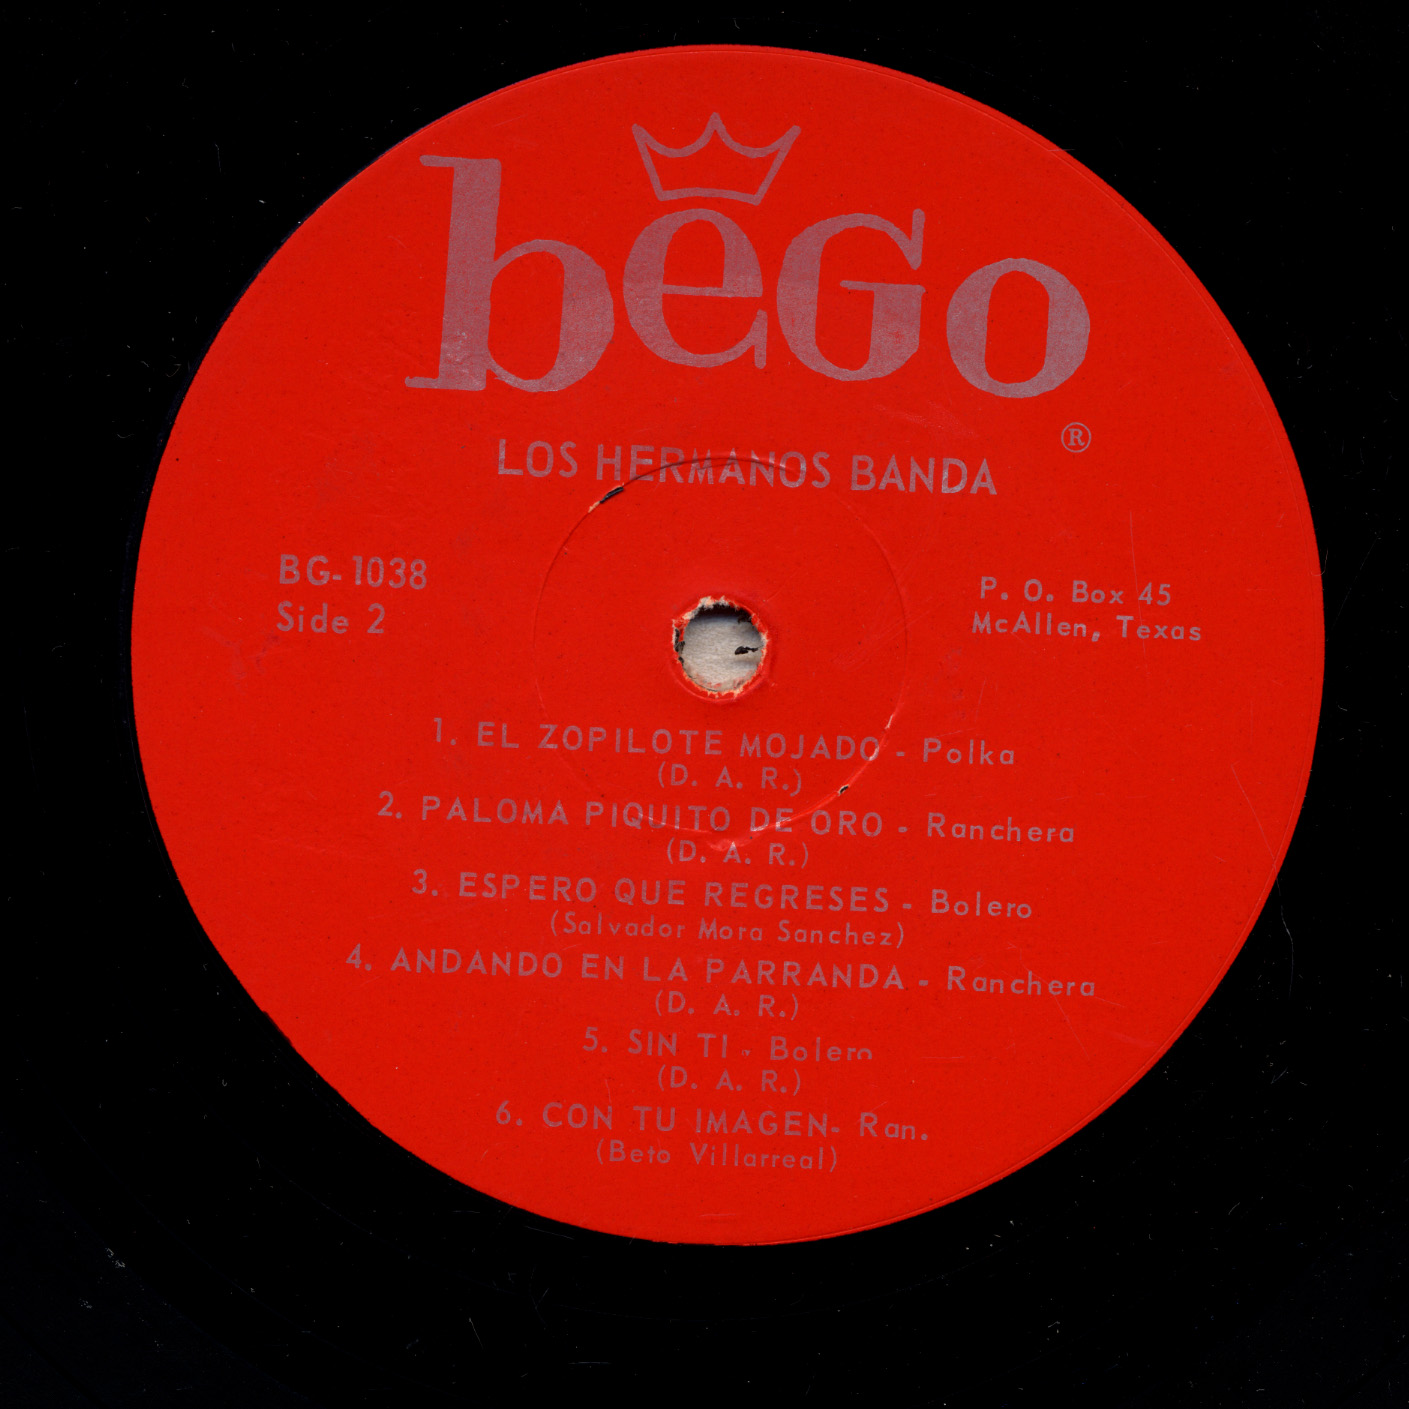 beGo
®
LOS HERMANOS BANDA
BG-1038
Side 2
P. O. Box 45
McAllen, Texas
1. EL ZOPILOTE MOJADO - Polka
(D. A. R.)
2. PALOMA PIQUITO DE ORO - Ranchera
(D. A. R.)
3. ESPERO QUE REGRESES - Bolero
(Salvador Mora Sanchez)
4. ANDANDO EN LA PARRANDA - Ranchera
(D. A. R.)
5. SIN TI - Bolero
(D. A. R.)
6. CON TU IMAGEN- Ran.
(Beto Villarreal)